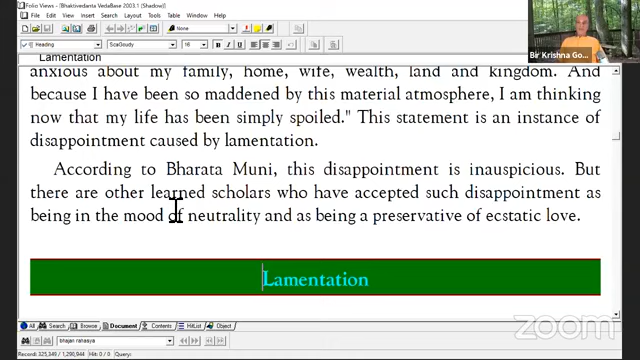 Folio Views - [Bhaktivedanta VedaBase 2003.1 (Shadow)]
File Edit View Search Insert Layout Tools Window Help
None
Heading
ScaGoudy
16
Lamentation
Bir Krishna Go...
anxious about my family, home, wife, wealth, land and kingdom. And
because I have been so maddened by this material atmosphere, I am thinking
now that my life has been simply spoiled." This statement is an instance of
disappointment caused by lamentation.
According to Bharata Muni, this disappointment is inauspicious. But
there are other learned scholars who have accepted such disappointment as
being in the mood of neutrality and as being a preservative of ecstatic love.
Lamentation
All Search Browse Document Contents HitList Object
bhajan rahasya
Record: 325,349 / 1,298,944 Hit: 0 / 0 Query:
zoom